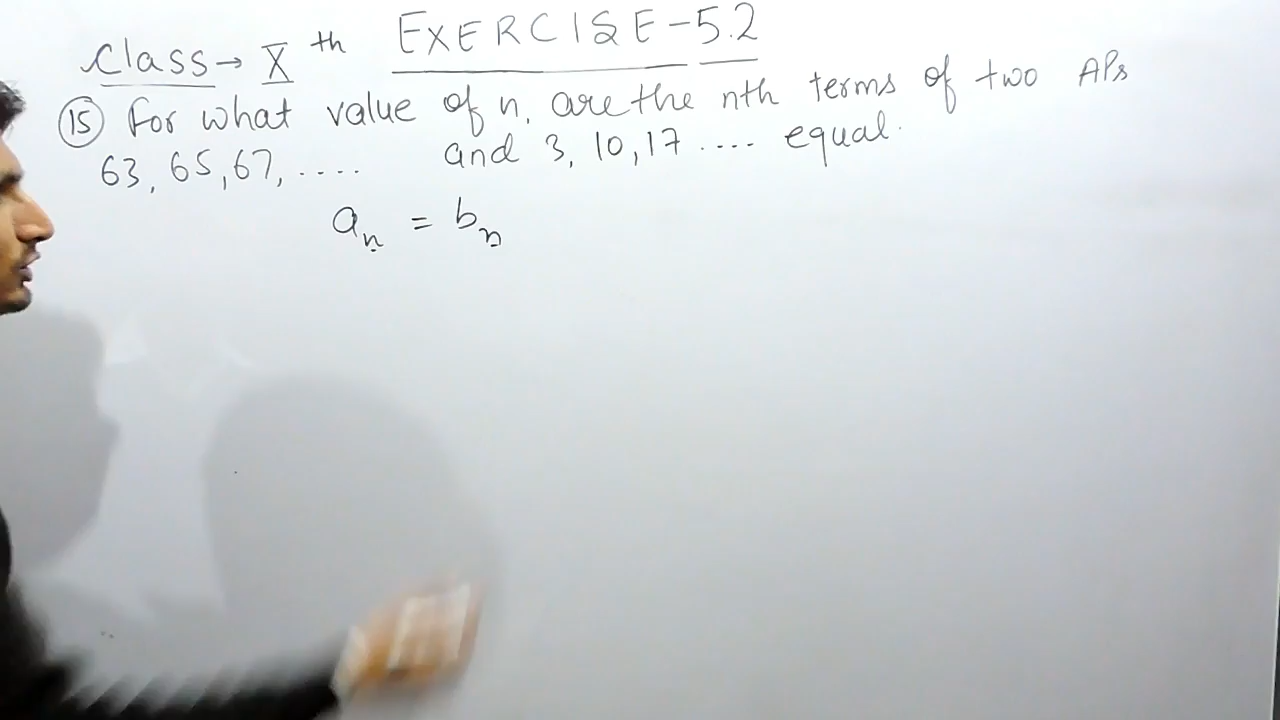 Class → X th EXERCISE-5.2
(15) For what value of n, are the nth terms of two APs
63, 65, 67, .... and 3, 10, 17 .... equal.
aₙ = bₙ